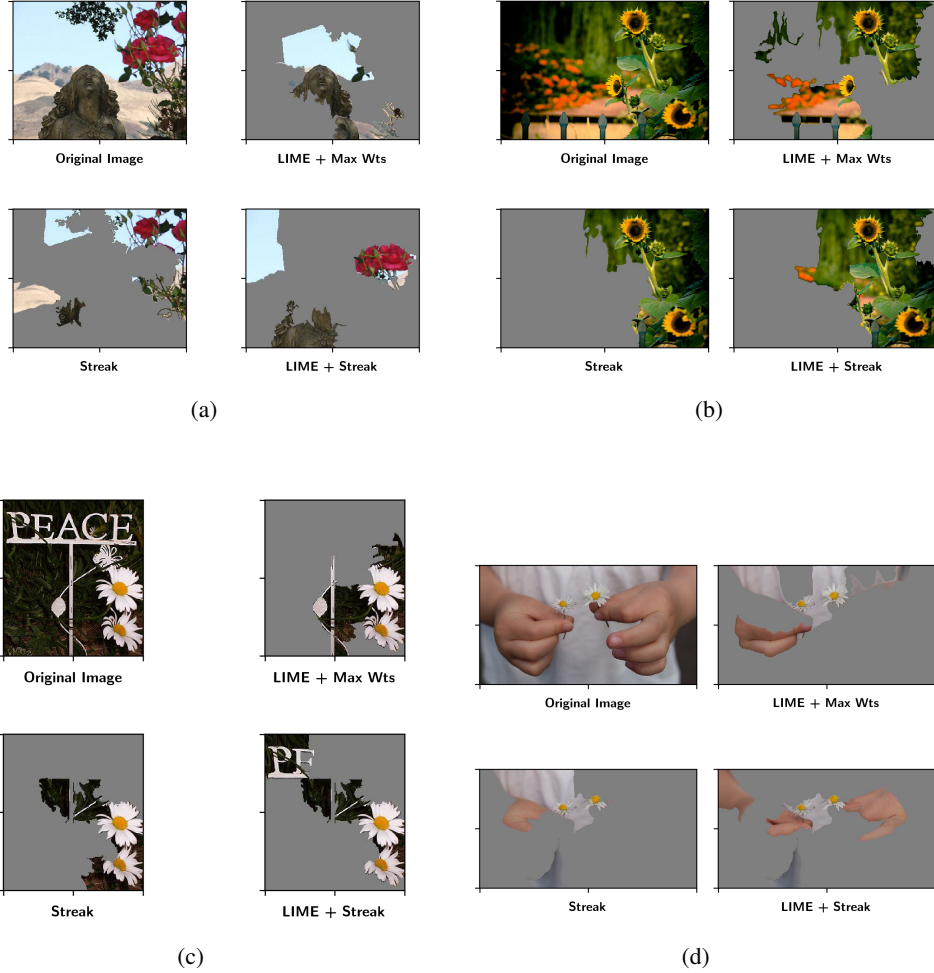 Original Image
LIME + Max Wts
Original Image
LIME + Max Wts
Streak
LIME + Streak
Streak
LIME + Streak
(a)
(b)
PEACE
Original Image
LIME + Max Wts
Original Image
LIME + Max Wts
PE
Streak
LIME + Streak
Streak
LIME + Streak
(c)
(d)